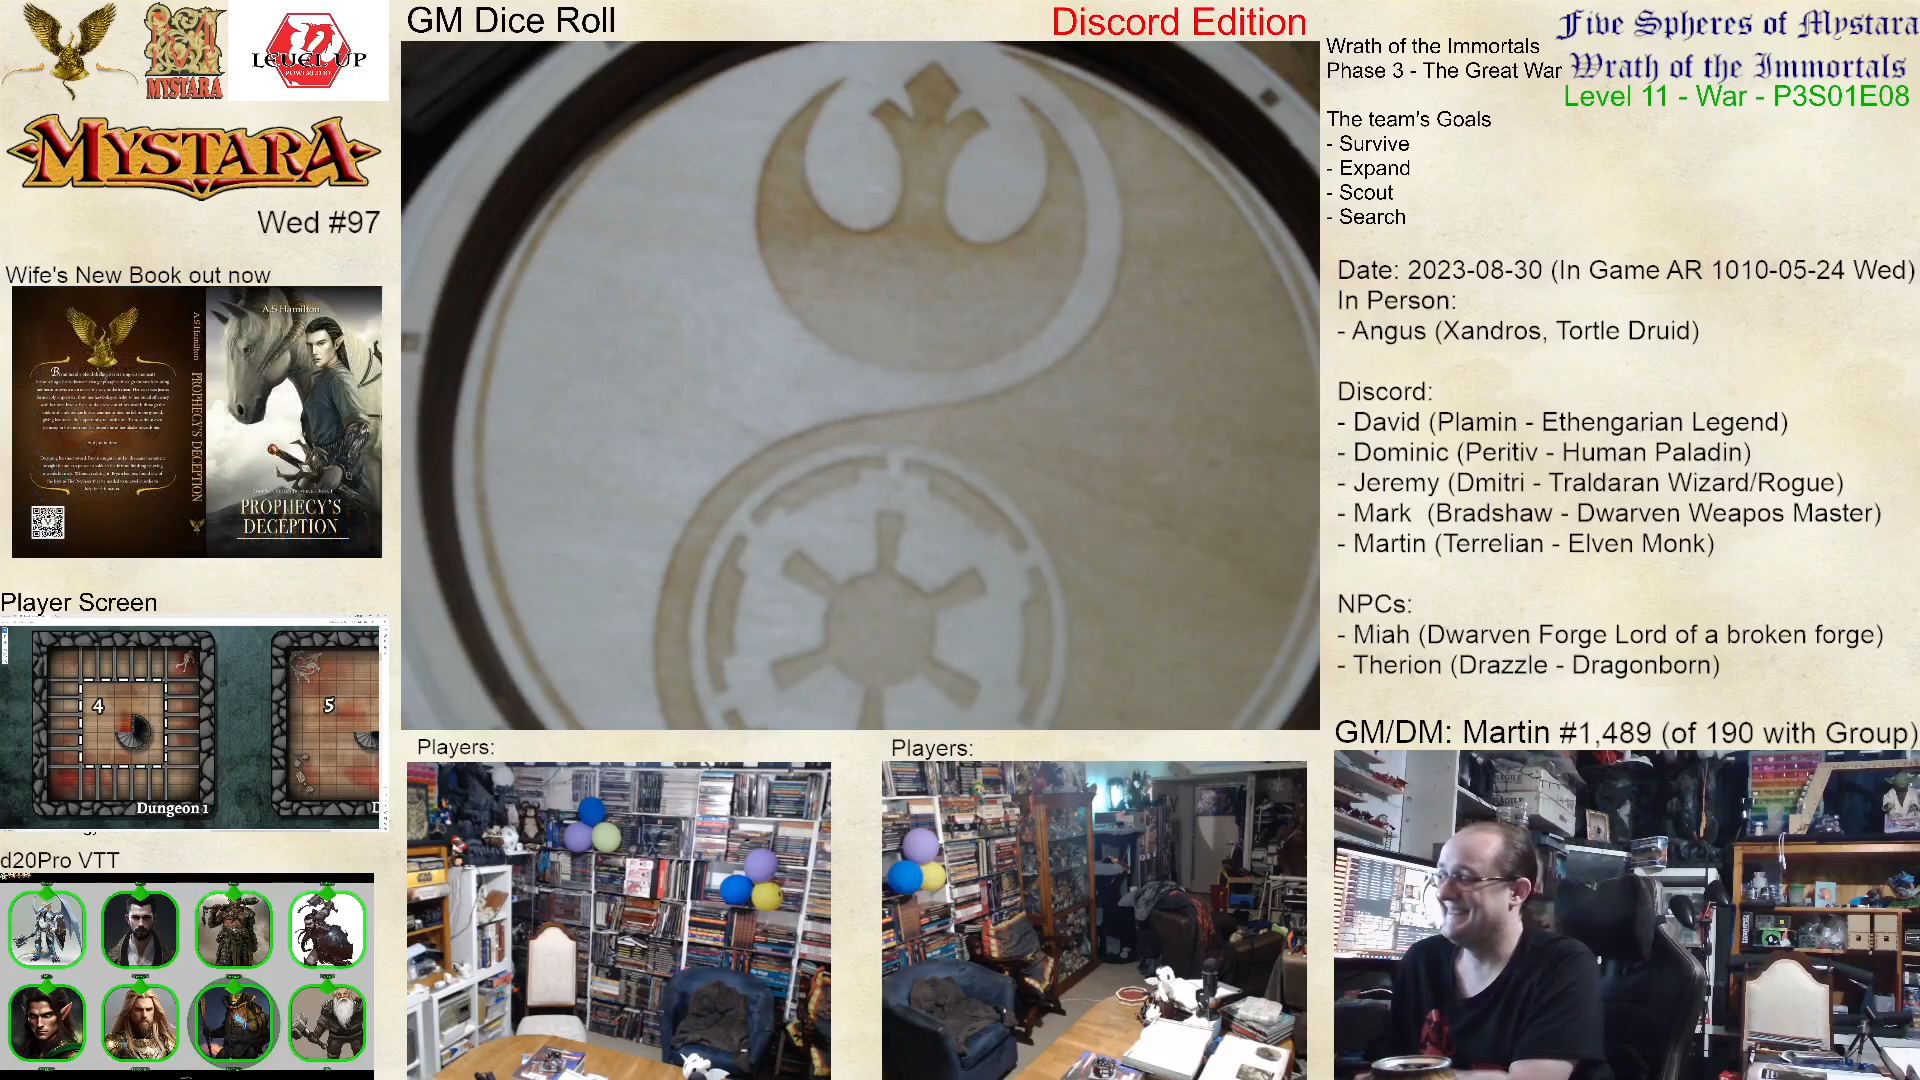 MYSTARA
LEVEL UP
POWERED BY
MYSTARA
Wed #97
Wife's New Book out now
A.S Hamilton
A.S Hamilton
PROPHECY'S DECEPTION
PROPHECY'S
DECEPTION
Player Screen
4
5
Dungeon 1
D
d20Pro VTT
GM Dice Roll
Discord Edition
Players:
Players:
Wrath of the Immortals
Phase 3 - The Great War
Five Spheres of Mystara
Wrath of the Immortals
Level 11 - War - P3S01E08
The team's Goals
- Survive
- Expand
- Scout
- Search
Date: 2023-08-30 (In Game AR 1010-05-24 Wed)
In Person:
- Angus (Xandros, Tortle Druid)
Discord:
- David (Plamin - Ethengarian Legend)
- Dominic (Peritiv - Human Paladin)
- Jeremy (Dmitri - Traldaran Wizard/Rogue)
- Mark (Bradshaw - Dwarven Weapos Master)
- Martin (Terrelian - Elven Monk)
NPCs:
- Miah (Dwarven Forge Lord of a broken forge)
- Therion (Drazzle - Dragonborn)
GM/DM: Martin #1,489 (of 190 with Group)
FRAGILE